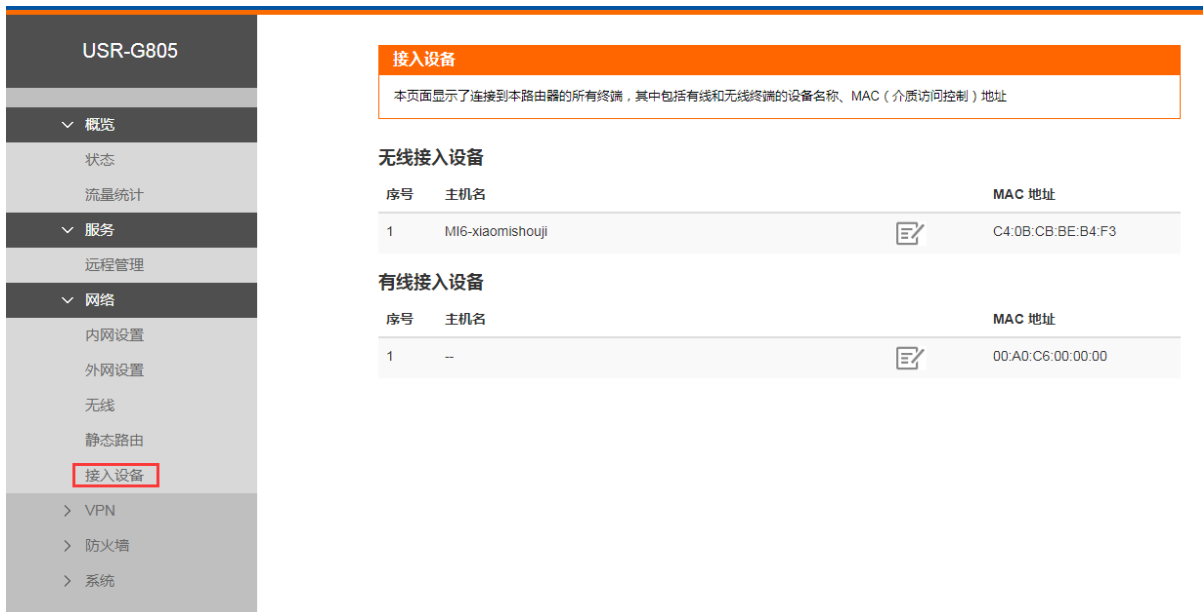 USR-G805
概览
状态
流量统计
服务
远程管理
网络
内网设置
外网设置
无线
静态路由
接入设备
VPN
防火墙
系统
接入设备
本页面显示了连接到本路由器的所有终端，其中包括有线和无线终端的设备名称、MAC（介质访问控制）地址
无线接入设备
序号 主机名 MAC 地址
1 MI6-xiaomishouji C4:0B:CB:BE:B4:F3
有线接入设备
序号 主机名 MAC 地址
1 -- 00:A0:C6:00:00:00